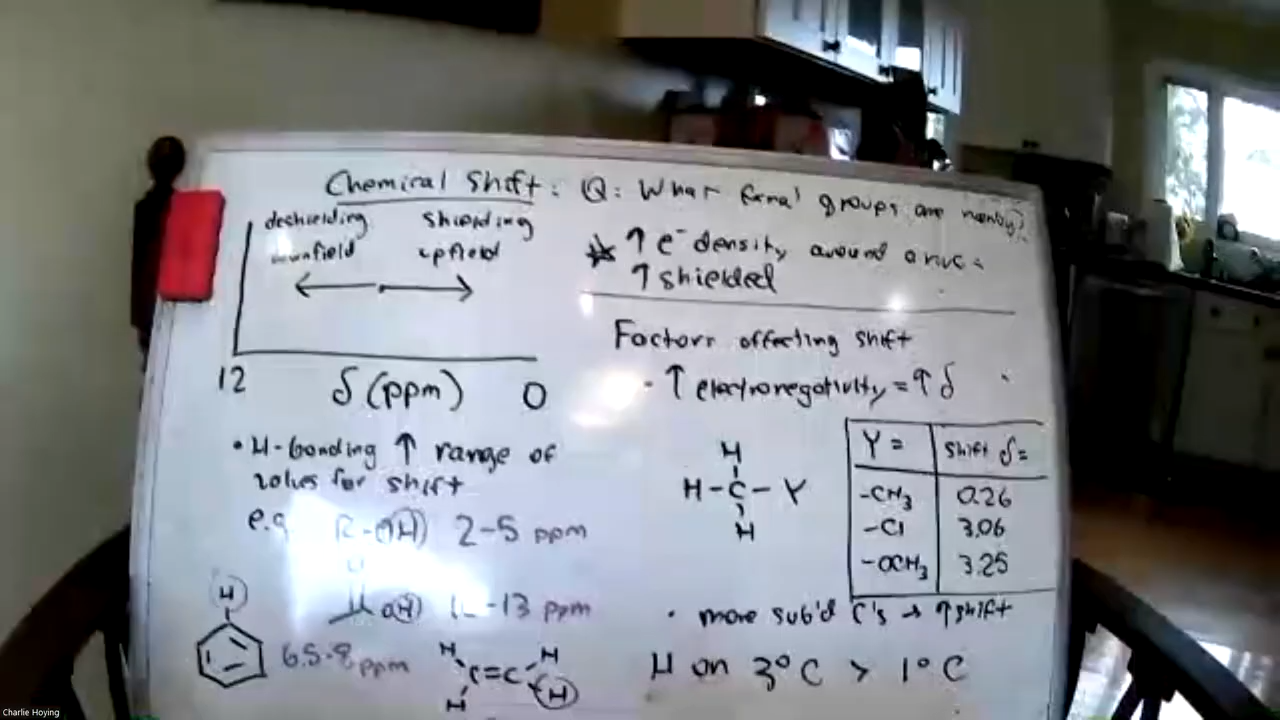 Chemical Shift: Q: What groups are nearby?
deshielding shielding
downfield upfield
* ↑ e⁻ density around a nuc =
↑ shielded
12 δ (ppm) 0
• H-bonding ↑ range of
values for shift
e.g R-OH 2-5 ppm
OH -13 ppm
H
6.5-8 ppm
H H
C=C
H H
Factors affecting shift
• ↑ electronegativity = ↑ δ
H
H-C-Y
H
Y = Shift δ =
-CH₃ 0.26
-Cl 3.06
-OCH₃ 3.25
• more sub'd C's → ↑ shift
H on 3° C > 1° C
Charlie Hoying